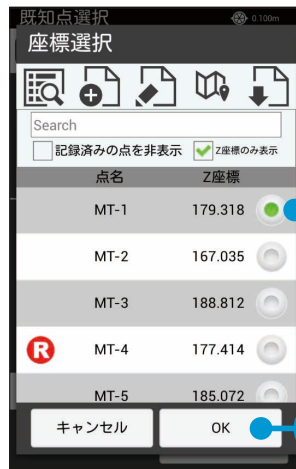 既知点選択 0.100m
座標選択
Search
記録済みの点を非表示 Z座標のみ表示
点名 Z座標
MT-1 179.318
MT-2 167.035
MT-3 188.812
R MT-4 177.414
MT-5 185.072
キャンセル OK